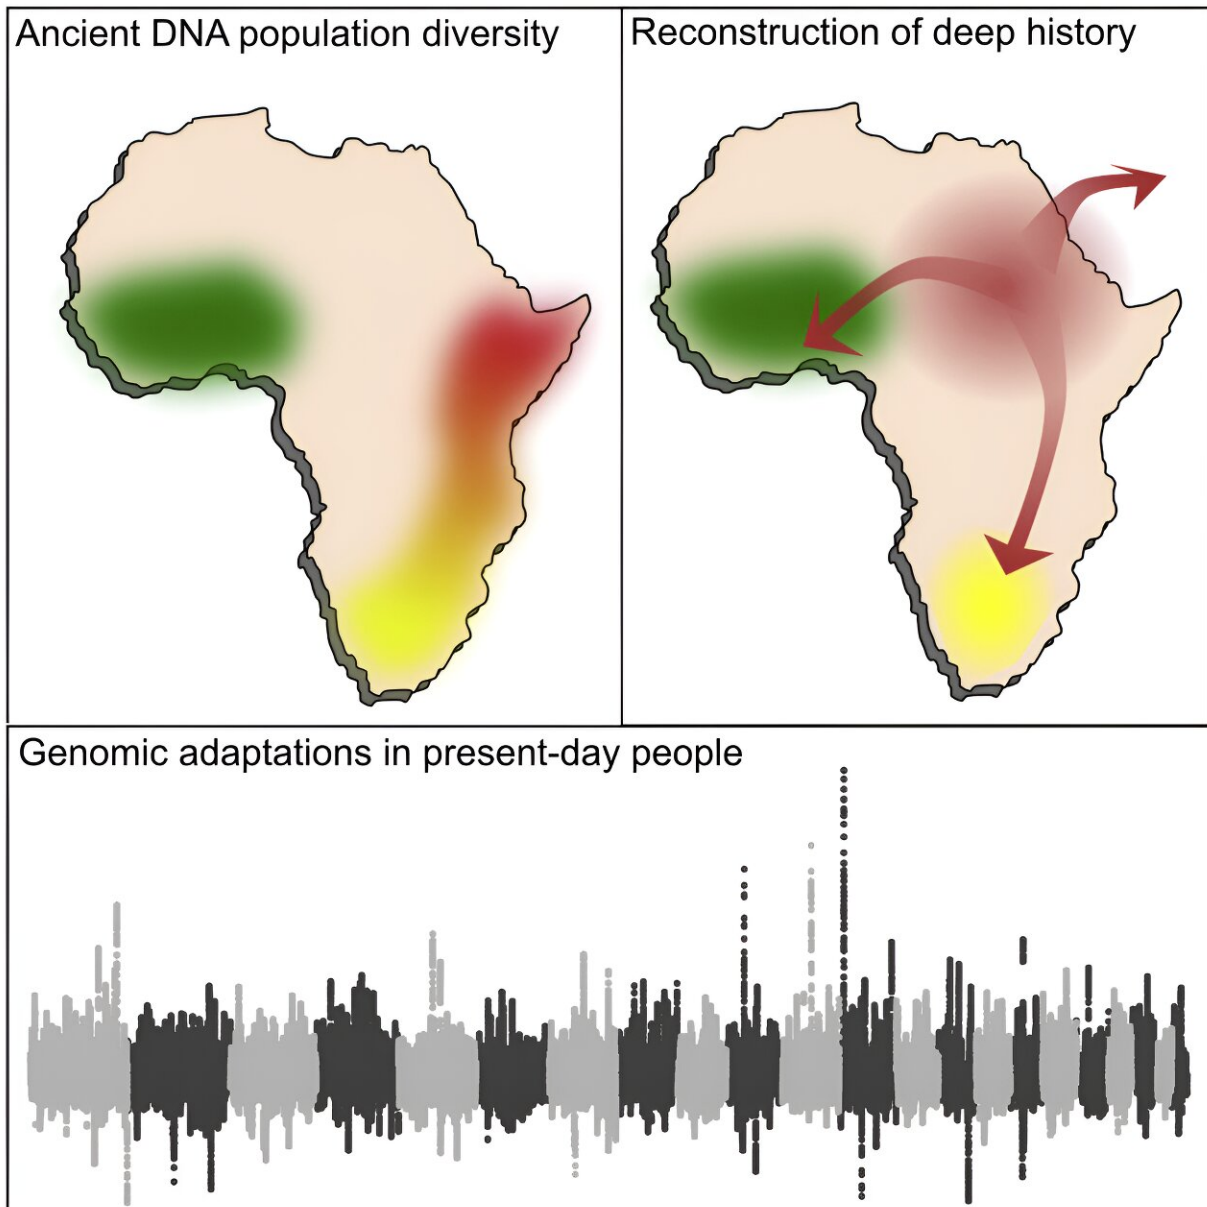 Ancient DNA population diversity
Reconstruction of deep history
Genomic adaptations in present-day people